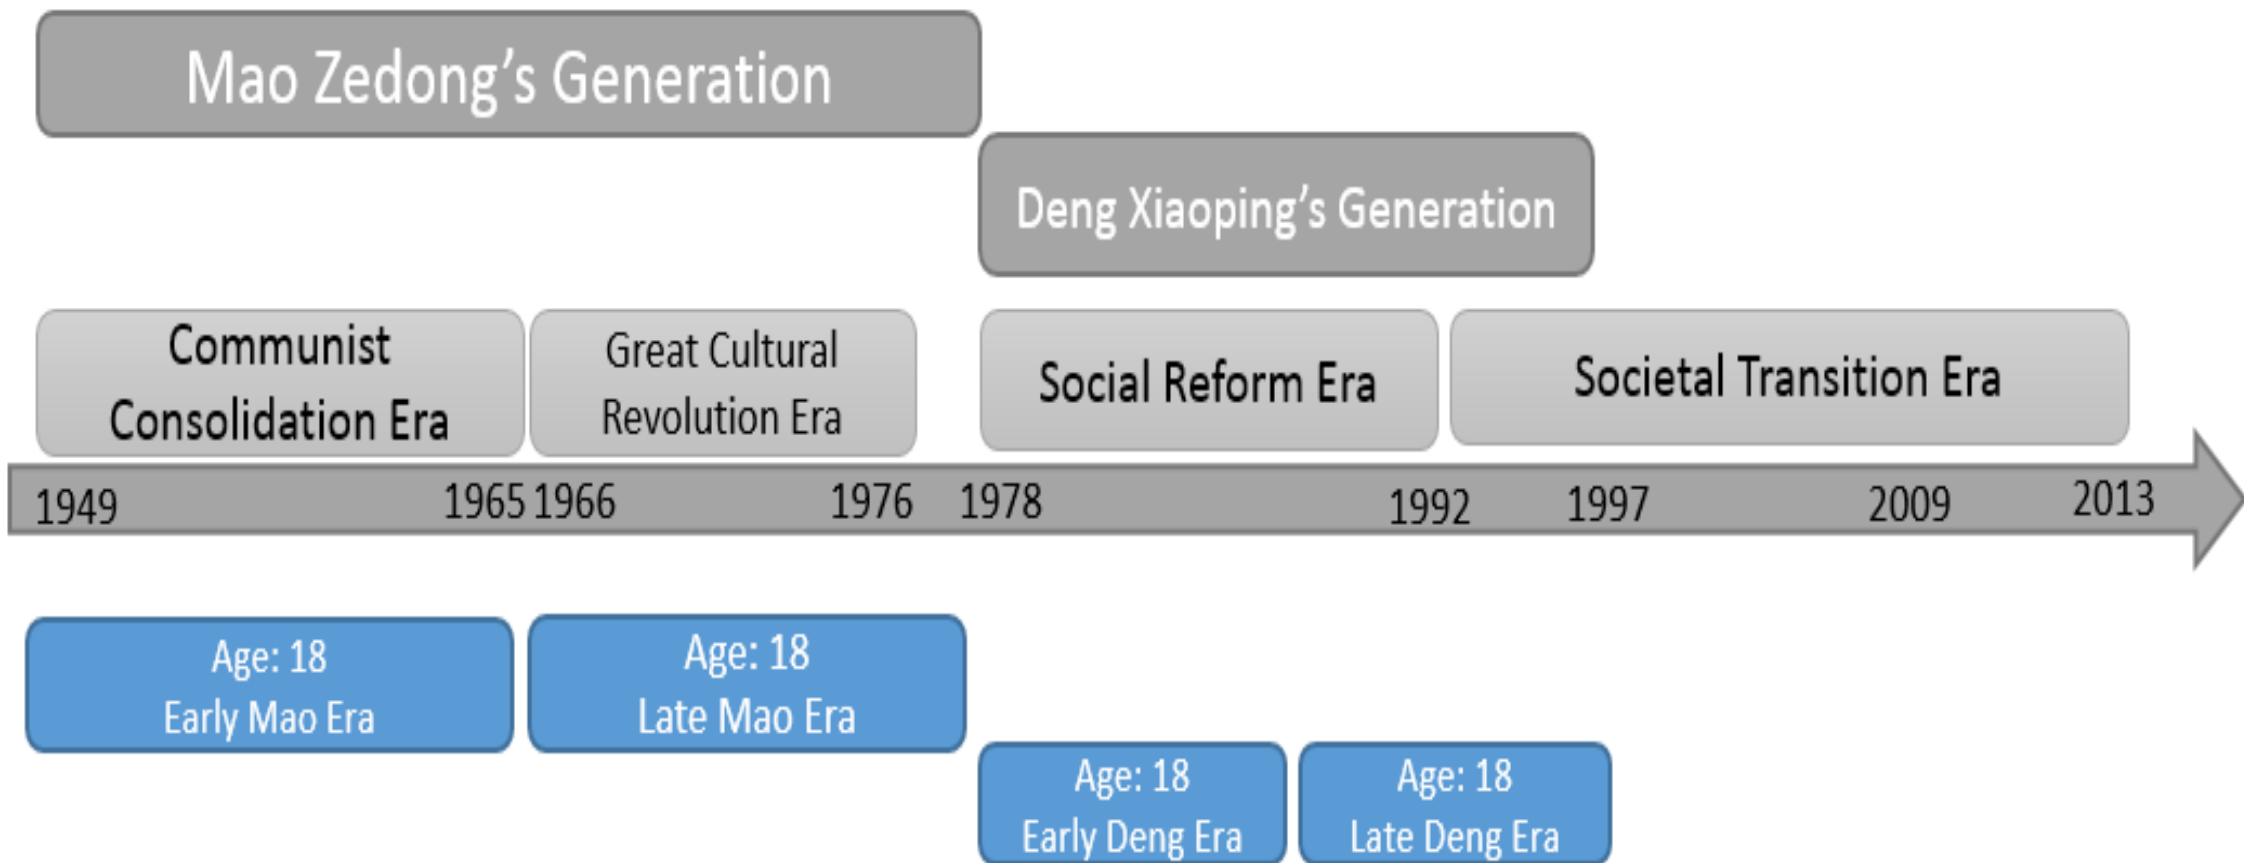 Mao Zedong's Generation
Deng Xiaoping's Generation
Communist
Consolidation Era
Great Cultural
Revolution Era
Social Reform Era
Societal Transition Era
1949 1965 1966 1976 1978 1992 1997 2009 2013
Age: 18
Early Mao Era
Age: 18
Late Mao Era
Age: 18
Early Deng Era
Age: 18
Late Deng Era